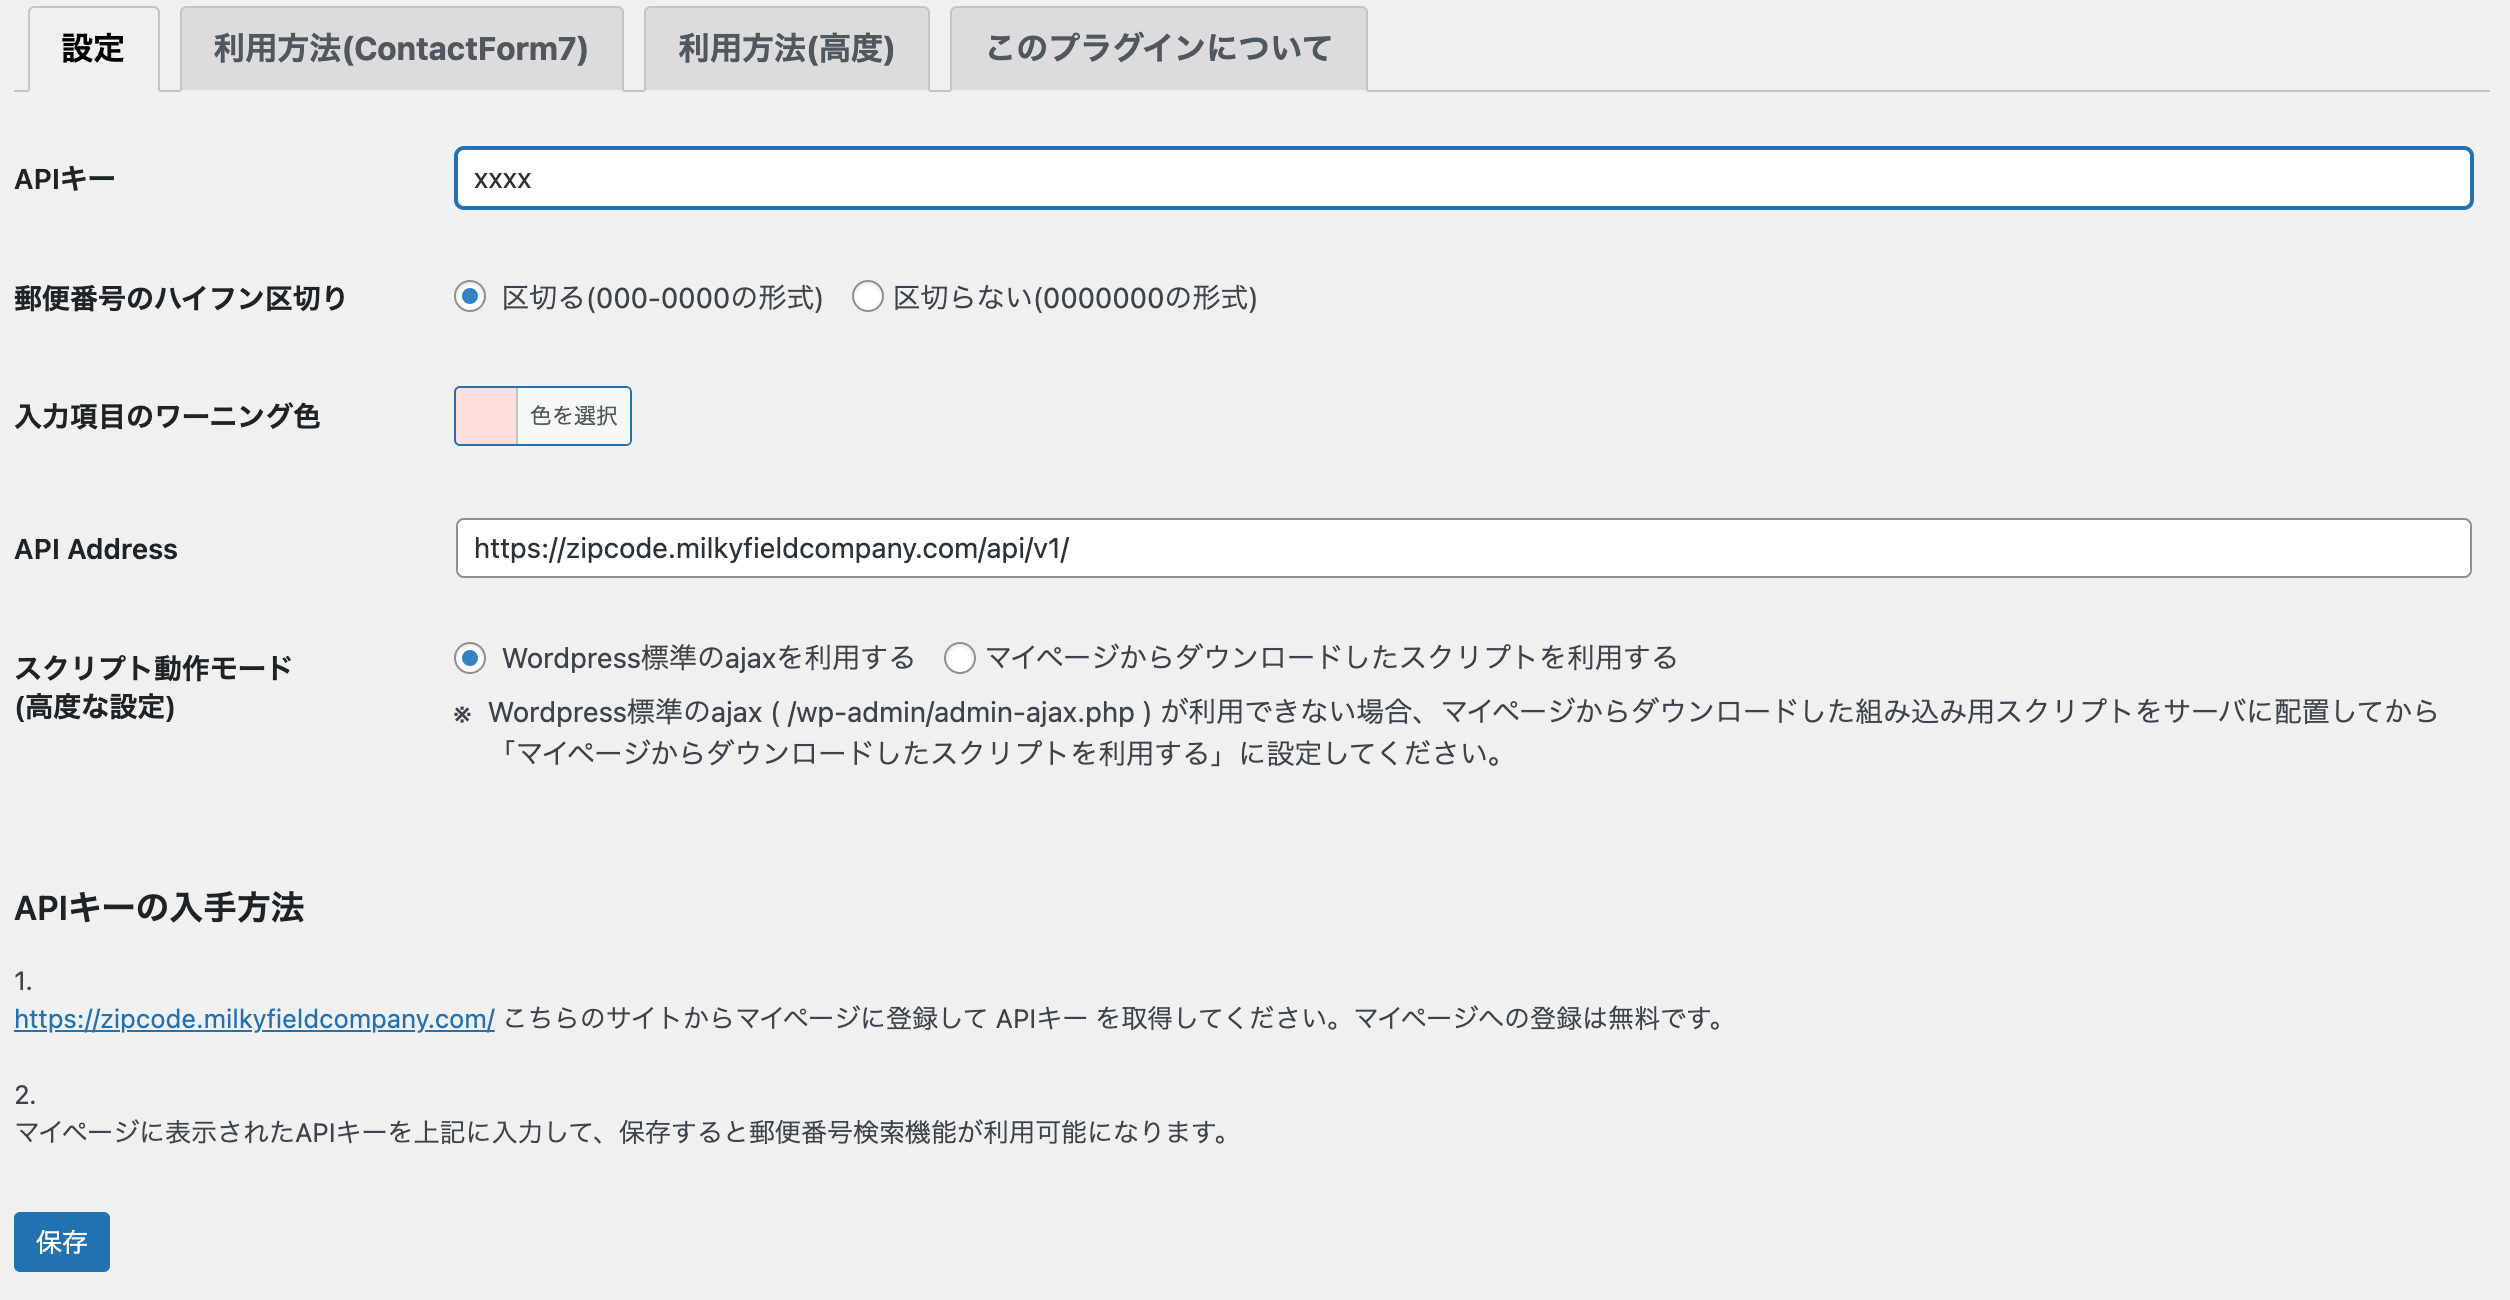 設定
利用方法(ContactForm7)
利用方法(高度)
このプラグインについて
APIキー
xxxx
郵便番号のハイフン区切り
区切る(000-0000の形式)
区切らない(0000000の形式)
入力項目のワーニング色
色を選択
API Address
https://zipcode.milkyfieldcompany.com/api/v1/
スクリプト動作モード
(高度な設定)
Wordpress標準のajaxを利用する
マイページからダウンロードしたスクリプトを利用する
※ Wordpress標準のajax ( /wp-admin/admin-ajax.php ) が利用できない場合、マイページからダウンロードした組み込み用スクリプトをサーバに配置してから
「マイページからダウンロードしたスクリプトを利用する」に設定してください。
APIキーの入手方法
1.
https://zipcode.milkyfieldcompany.com/ こちらのサイトからマイページに登録して APIキー を取得してください。マイページへの登録は無料です。
2.
マイページに表示されたAPIキーを上記に入力して、保存すると郵便番号検索機能が利用可能になります。
保存